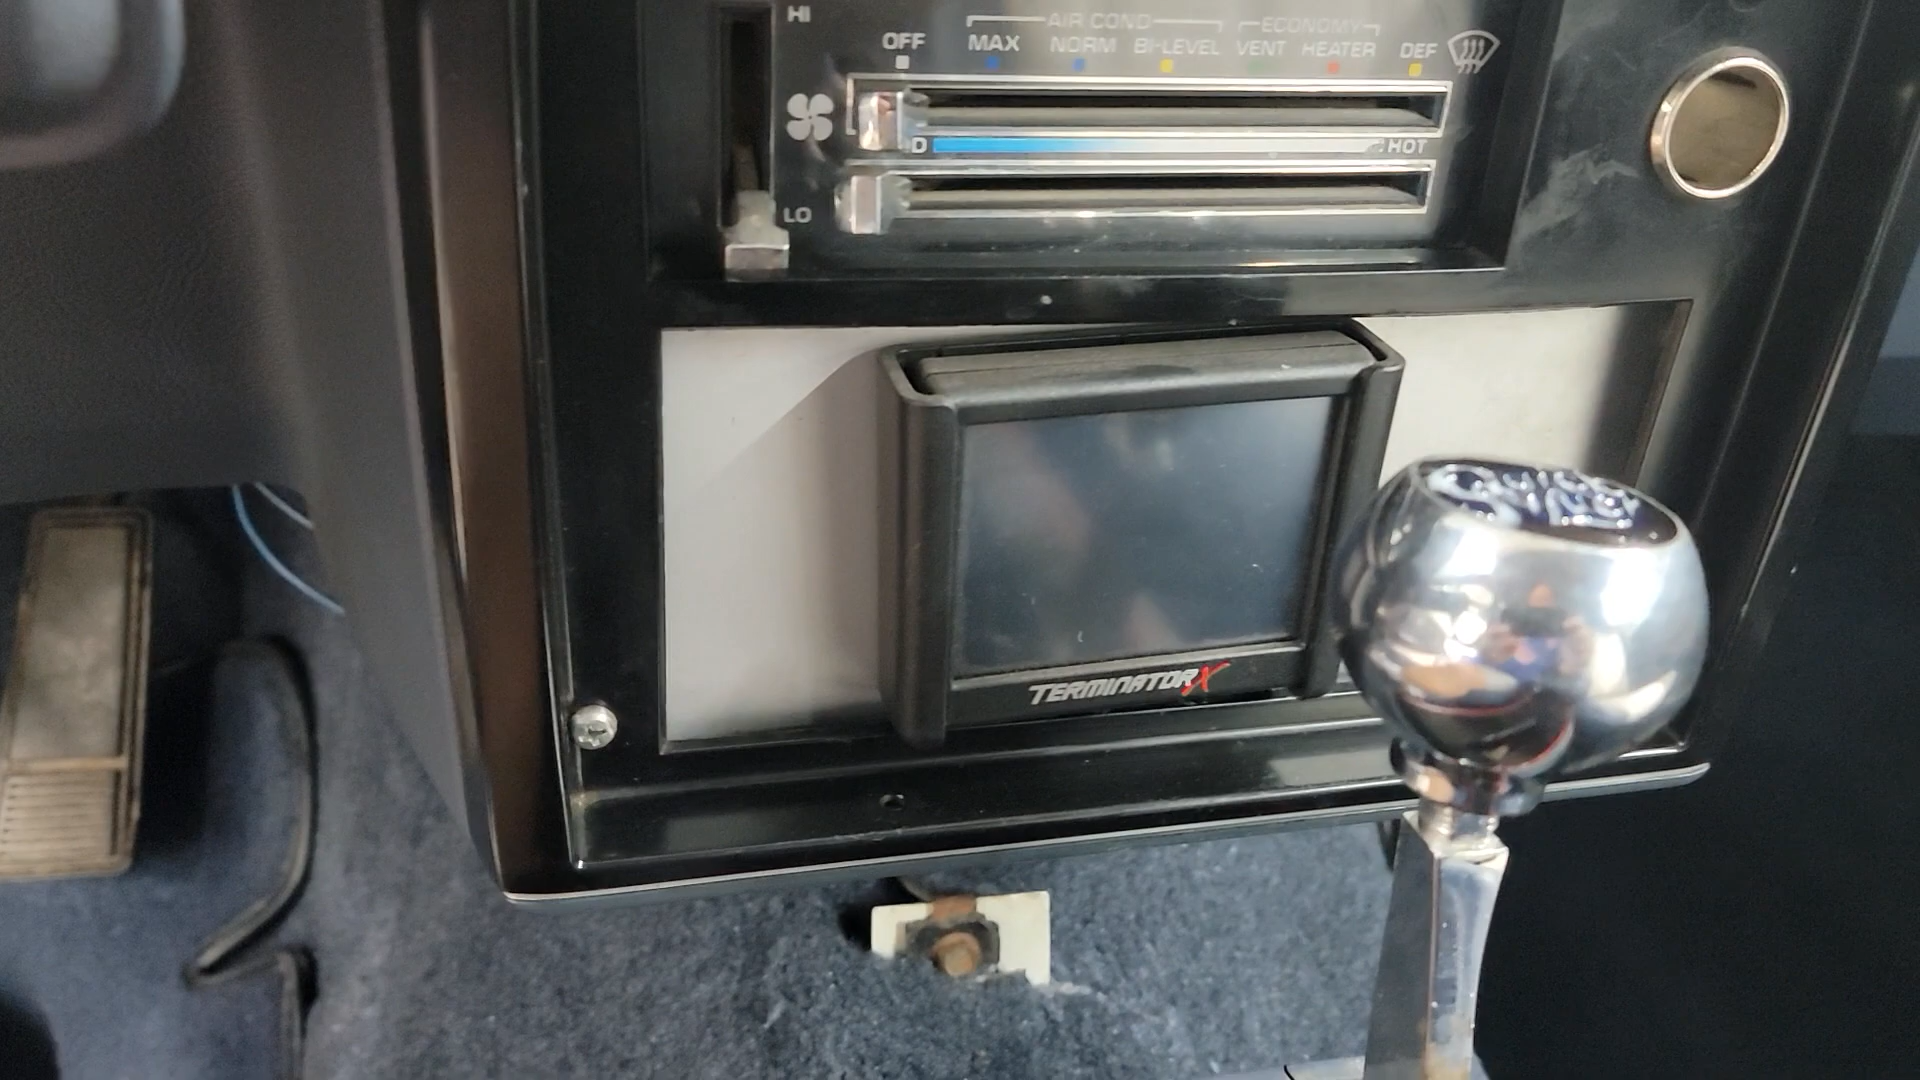 HI
AIR COND ECONOMY
OFF MAX NORM BI-LEVEL VENT HEATER DEF
D HOT
LO
TERMINATOR X